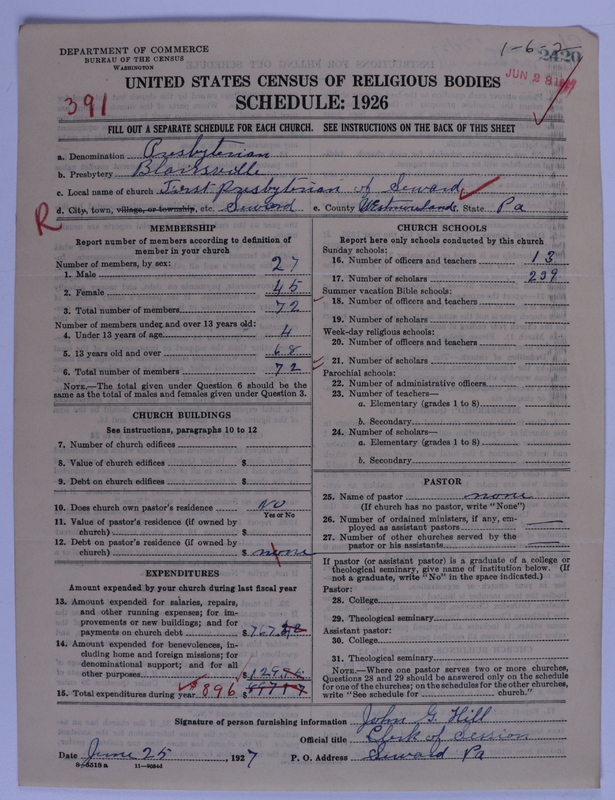 DEPARTMENT OF COMMERCE
BUREAU OF THE CENSUS
WASHINGTON
1-6-
2420
JUN 28
UNITED STATES CENSUS OF RELIGIOUS BODIES
SCHEDULE: 1926
391
FILL OUT A SEPARATE SCHEDULE FOR EACH CHURCH. SEE INSTRUCTIONS ON THE BACK OF THIS SHEET
a. Denomination Presbyterian
b. Presbytery Blairsville
c. Local name of church First Presbyterian of Seward
d. City, town, village, or township, etc. Seward e. County Westmoreland State Pa
R
MEMBERSHIP
Report number of members according to definition of
member in your church
Number of members, by sex:
1. Male 27
2. Female 45
3. Total number of members 72
Number of members under and over 13 years old:
4. Under 13 years of age 4
5. 13 years old and over 68
6. Total number of members 72
NOTE.—The total given under Question 6 should be the
same as the total of males and females given under Question 3.
CHURCH BUILDINGS
See instructions, paragraphs 10 to 12
7. Number of church edifices
8. Value of church edifices $
9. Debt on church edifices $
10. Does church own pastor's residence No
Yes or No
11. Value of pastor's residence (if owned by
church) $
12. Debt on pastor's residence (if owned by
church) $ none
EXPENDITURES
Amount expended by your church during last fiscal year
13. Amount expended for salaries, repairs,
and other running expenses; for im-
provements or new buildings; and for
payments on church debt $ 767
14. Amount expended for benevolences, in-
cluding home and foreign missions; for
denominational support; and for all
other purposes $ 129
15. Total expenditures during year $896 $
CHURCH SCHOOLS
Report here only schools conducted by this church
Sunday schools:
16. Number of officers and teachers 13
17. Number of scholars 239
Summer vacation Bible schools:
18. Number of officers and teachers
19. Number of scholars
Week-day religious schools:
20. Number of officers and teachers
21. Number of scholars
Parochial schools:
22. Number of administrative officers
23. Number of teachers—
a. Elementary (grades 1 to 8)
b. Secondary
24. Number of scholars—
a. Elementary (grades 1 to 8)
b. Secondary
PASTOR
25. Name of pastor none
(If church has no pastor, write "None")
26. Number of ordained ministers, if any, em-
ployed as assistant pastors
27. Number of other churches served by the
pastor or his assistants
If pastor (or assistant pastor) is a graduate of a college or
theological seminary, give name of institution below. (If
not a graduate, write "No" in the space indicated.)
Pastor:
28. College
29. Theological seminary
Assistant pastor:
30. College
31. Theological seminary
NOTE.—Where one pastor serves two or more churches,
Questions 28 and 29 should be answered only on the schedule
for one of the churches; on the schedules for the other churches,
write "See schedule for church."
Signature of person furnishing information John G. Hill
Official title Clerk of Session
Date June 25, 1927 P. O. Address Seward Pa
8-5518 a 11-9034d